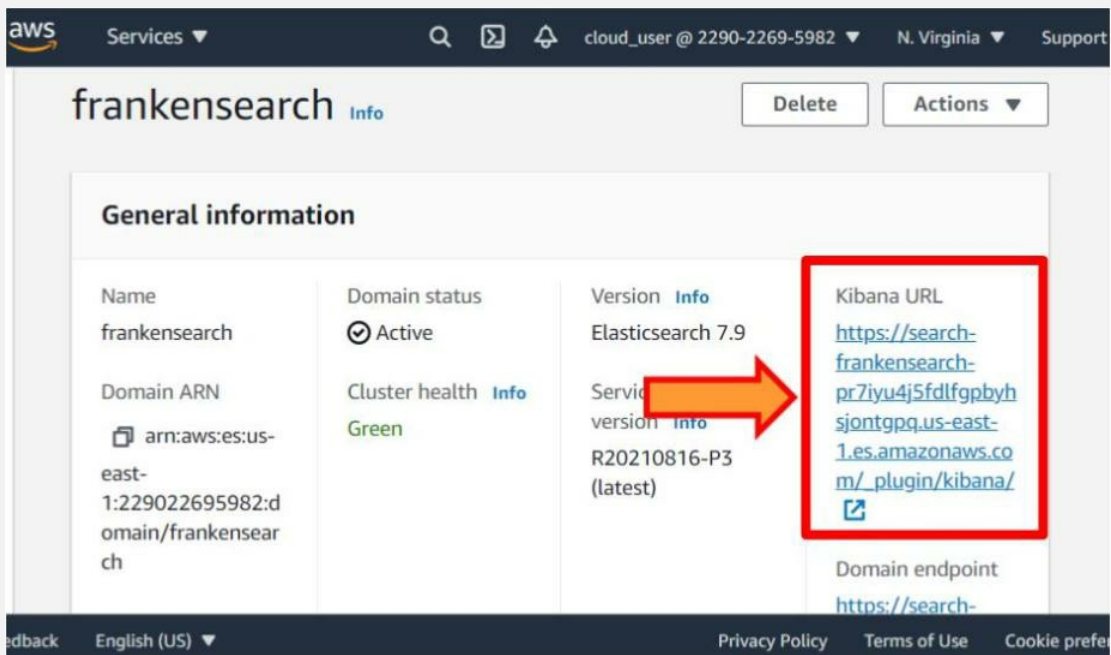 aws Services ▼ cloud_user @ 2290-2269-5982 ▼ N. Virginia ▼ Support
frankensearch Info Delete Actions ▼
General information
Name
frankensearch
Domain ARN
arn:aws:es:us-
east-
1:229022695982:d
omain/frankensear
ch
Domain status
Active
Cluster health Info
Green
Version Info
Elasticsearch 7.9
version Info
R20210816-P3
(latest)
Kibana URL
https://search-
frankensearch-
pr7iyu4j5fdlfgpbyh
sjontgpq.us-east-
1.es.amazonaws.co
m/_plugin/kibana/
Domain endpoint
https://search-
edback English (US) ▼ Privacy Policy Terms of Use Cookie prefer